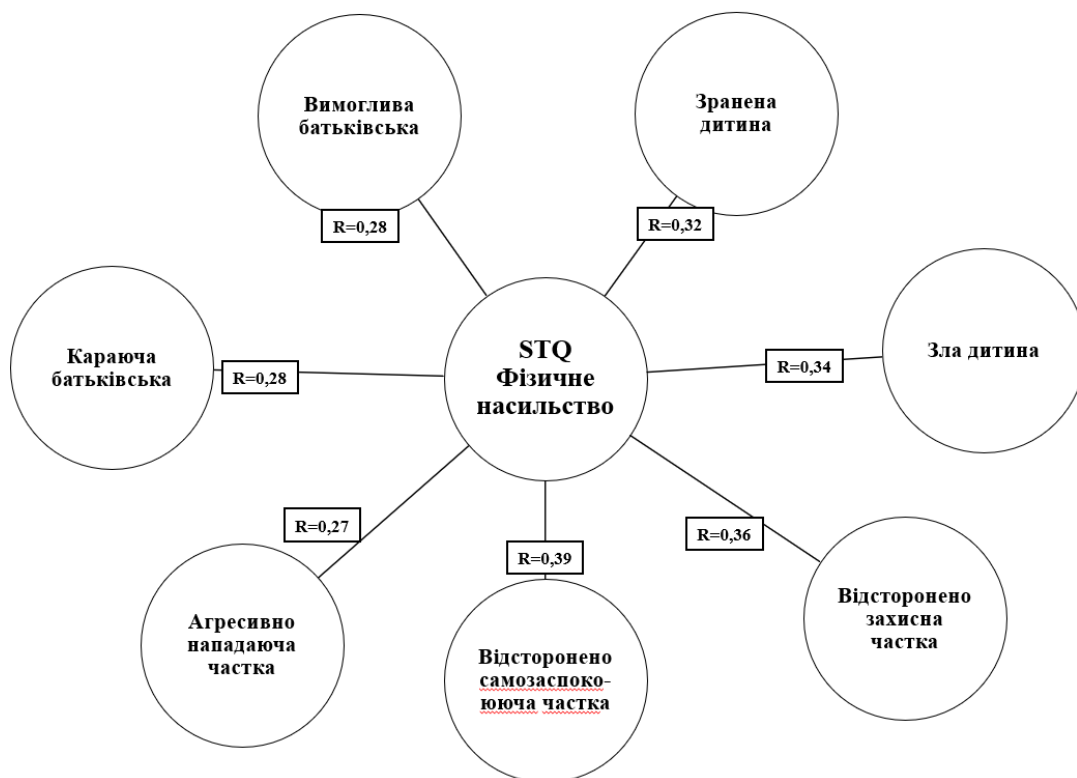 Вимоглива
батьківська
Зранена
дитина
R=0,28
R=0,32
Караюча
батьківська
R=0,28
STQ
Фізичне
насильство
R=0,34
Зла дитина
R=0,27
R=0,39
R=0,36
Агресивно
нападаюча
частка
Відсторонено
самозаспоко-
ююча частка
Відсторонено
захисна
частка